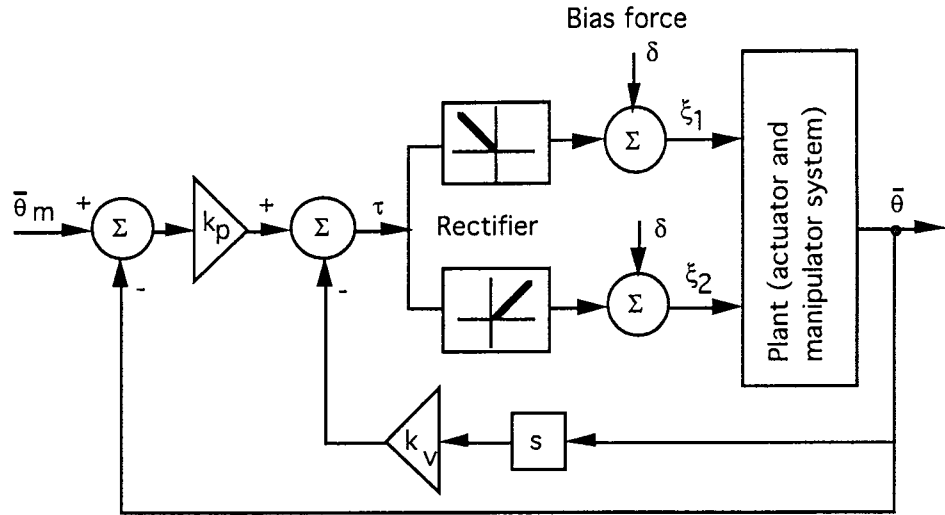 Bias force
δ
ξ1
Σ
θ̄ m
+
Σ
-
kp
+
Σ
-
τ
Rectifier
δ
ξ2
Σ
Plant (actuator and
manipulator system)
θ̄
kv
s